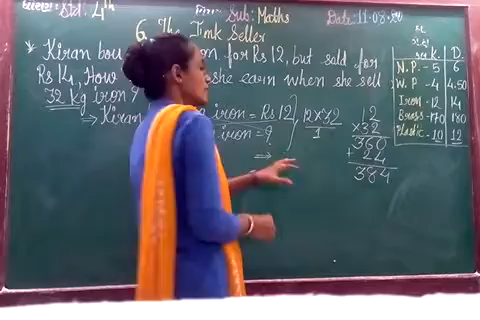 Std: 4th
Sub: Maths
Date: 11-08
6. The Junk Seller
* Kiran bou on for Rs 12, but sold for
Rs 14, How she earn when she sell
32 kg iron?
⇒ Kiran iron = Rs 12
iron = ?
⇒
12 × 32
1
12
× 32
360
+ 24
384
K. D.
N. P. - 5 6
W. P. - 4 4.50
Iron - 12 14
Brass - 170 180
Plastic - 10 12